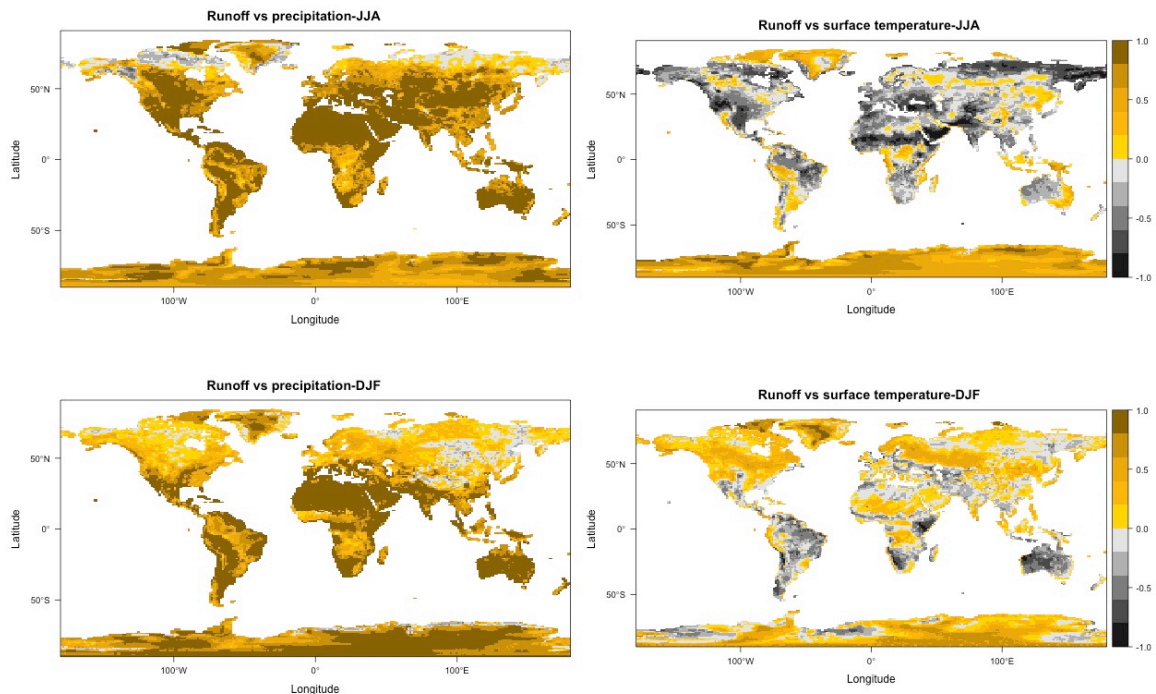 Runoff vs precipitation-JJA
Latitude
50°N
0°
50°S
100°W 0° 100°E
Longitude
Runoff vs surface temperature-JJA
Latitude
50°N
0°
50°S
100°W 0° 100°E
Longitude
1.0
0.5
0.0
-0.5
-1.0
Runoff vs precipitation-DJF
Latitude
50°N
0°
50°S
100°W 0° 100°E
Longitude
Runoff vs surface temperature-DJF
Latitude
50°N
0°
50°S
100°W 0° 100°E
Longitude
1.0
0.5
0.0
-0.5
-1.0